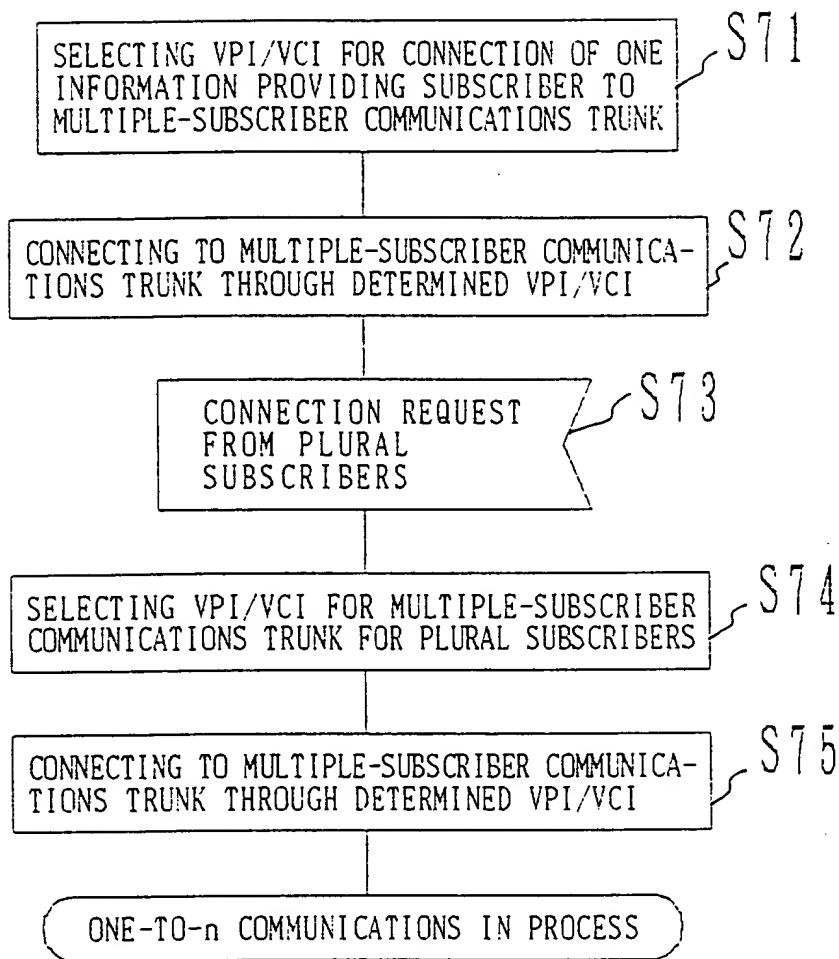 SELECTING VPI/VCI FOR CONNECTION OF ONE
INFORMATION PROVIDING SUBSCRIBER TO
MULTIPLE-SUBSCRIBER COMMUNICATIONS TRUNK
S71
CONNECTING TO MULTIPLE-SUBSCRIBER COMMUNICA-
TIONS TRUNK THROUGH DETERMINED VPI/VCI
S72
CONNECTION REQUEST
FROM PLURAL
SUBSCRIBERS
S73
SELECTING VPI/VCI FOR MULTIPLE-SUBSCRIBER
COMMUNICATIONS TRUNK FOR PLURAL SUBSCRIBERS
S74
CONNECTING TO MULTIPLE-SUBSCRIBER COMMUNICA-
TIONS TRUNK THROUGH DETERMINED VPI/VCI
S75
ONE-TO-n COMMUNICATIONS IN PROCESS